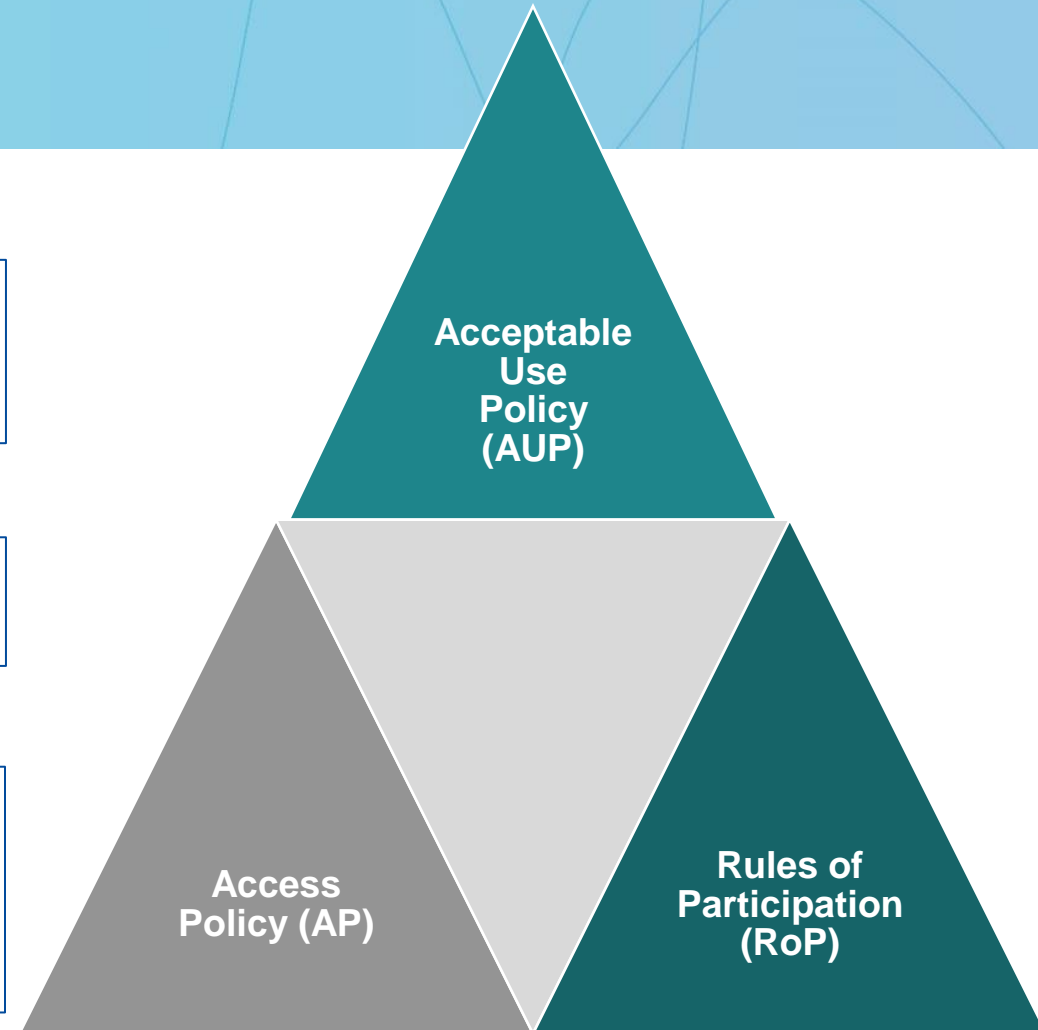 Acceptable
Use
Policy
(AUP)
Access
Policy (AP)
Rules of
Participation
(RoP)